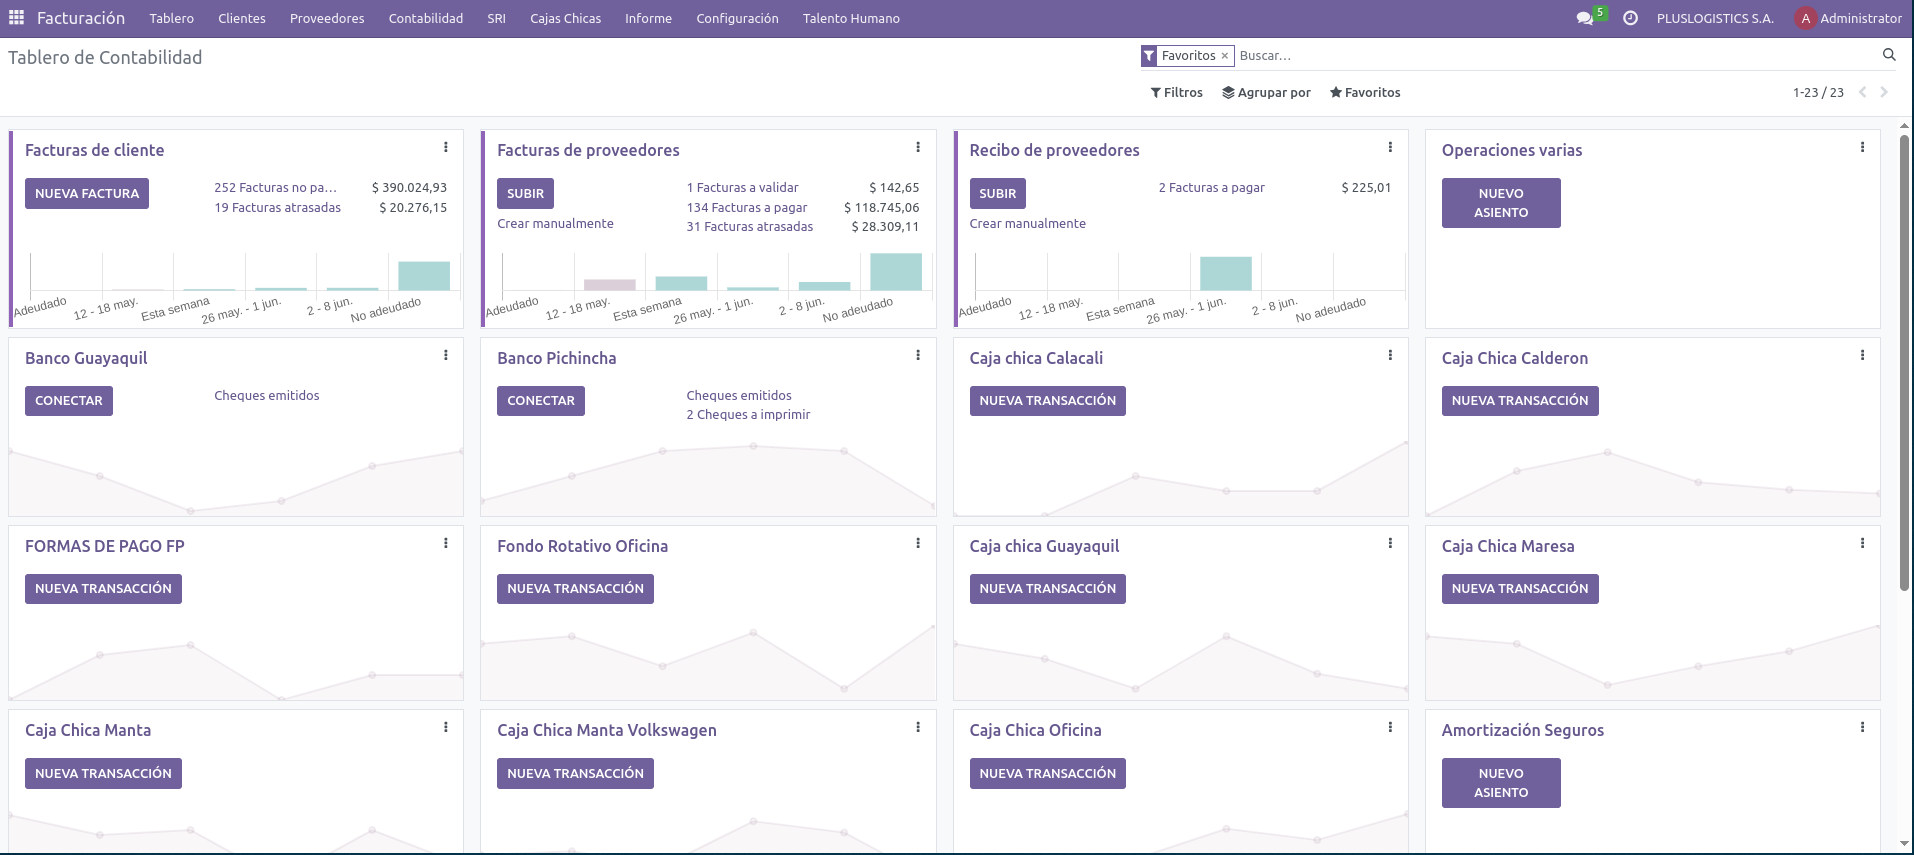 Facturación Tablero Clientes Proveedores Contabilidad SRI Cajas Chicas Informe Configuración Talento Humano 5 PLUSLOGISTICS S.A. A Administrator
Tablero de Contabilidad
Favoritos × Buscar...
Filtros Agrupar por Favoritos
1-23 / 23
Facturas de cliente
NUEVA FACTURA
252 Facturas no pa... $ 390.024,93
19 Facturas atrasadas $ 20.276,15
Adeudado 12 - 18 may. Esta semana 26 may. - 1 jun. 2 - 8 jun. No adeudado
Facturas de proveedores
SUBIR
Crear manualmente
1 Facturas a validar $ 142,65
134 Facturas a pagar $ 118.745,06
31 Facturas atrasadas $ 28.309,11
Adeudado 12 - 18 may. Esta semana 26 may. - 1 jun. 2 - 8 jun. No adeudado
Recibo de proveedores
SUBIR
Crear manualmente
2 Facturas a pagar $ 225,01
Adeudado 12 - 18 may. Esta semana 26 may. - 1 jun. 2 - 8 jun. No adeudado
Operaciones varias
NUEVO
ASIENTO
Banco Guayaquil
CONECTAR
Cheques emitidos
Banco Pichincha
CONECTAR
Cheques emitidos
2 Cheques a imprimir
Caja chica Calacali
NUEVA TRANSACCIÓN
Caja Chica Calderon
NUEVA TRANSACCIÓN
FORMAS DE PAGO FP
NUEVA TRANSACCIÓN
Fondo Rotativo Oficina
NUEVA TRANSACCIÓN
Caja chica Guayaquil
NUEVA TRANSACCIÓN
Caja Chica Maresa
NUEVA TRANSACCIÓN
Caja Chica Manta
NUEVA TRANSACCIÓN
Caja Chica Manta Volkswagen
NUEVA TRANSACCIÓN
Caja Chica Oficina
NUEVA TRANSACCIÓN
Amortización Seguros
NUEVO
ASIENTO